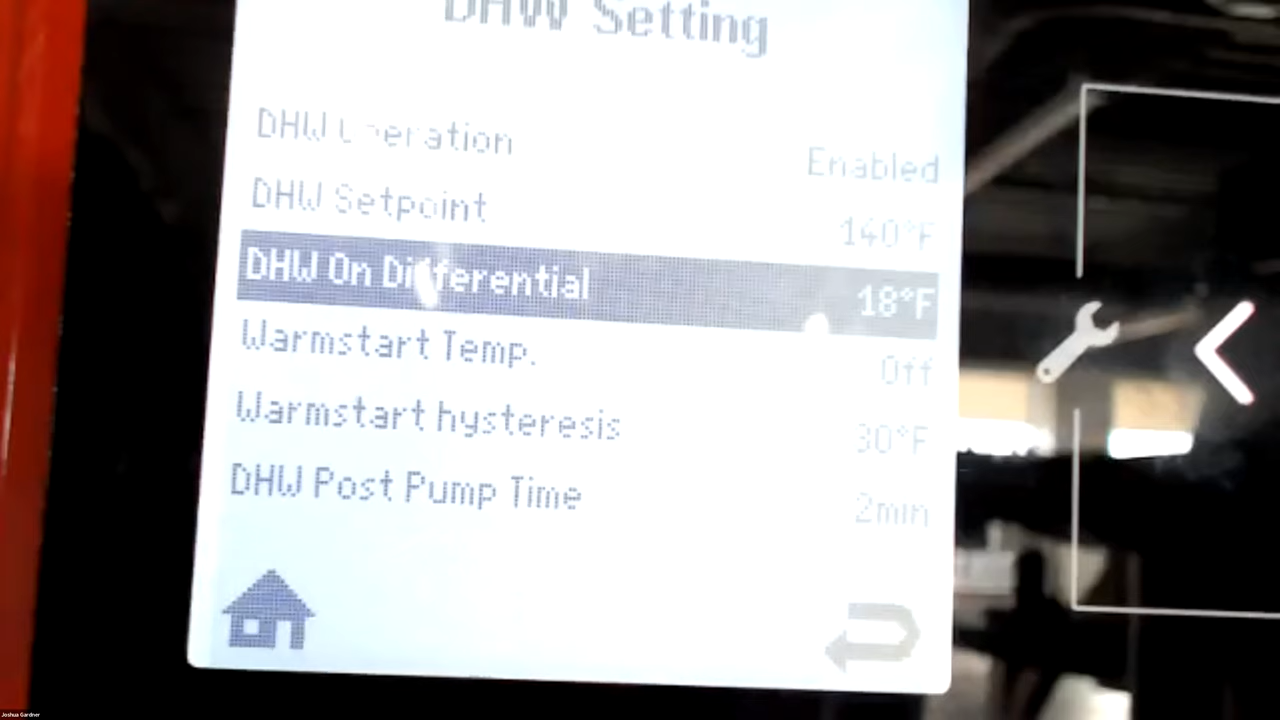 DHW Setting
DHW Operation Enabled
DHW Setpoint 140°F
DHW On Differential 18°F
Warmstart Temp. Off
Warmstart hysteresis 30°F
DHW Post Pump Time 2min
Joshua Gardner